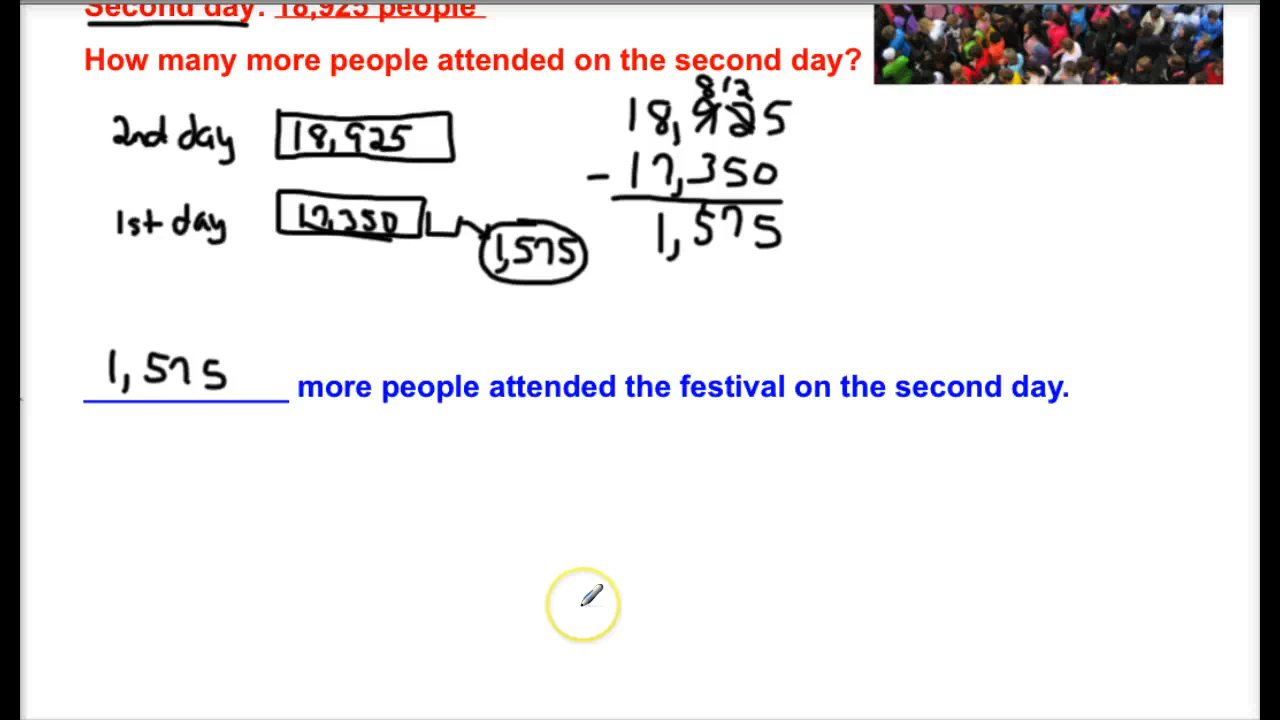 Second day: 18,925 people
How many more people attended on the second day?
2nd day 18,925
1st day 17,350 1,575
8 12
18,925
- 17,350
1,575
1,575 more people attended the festival on the second day.